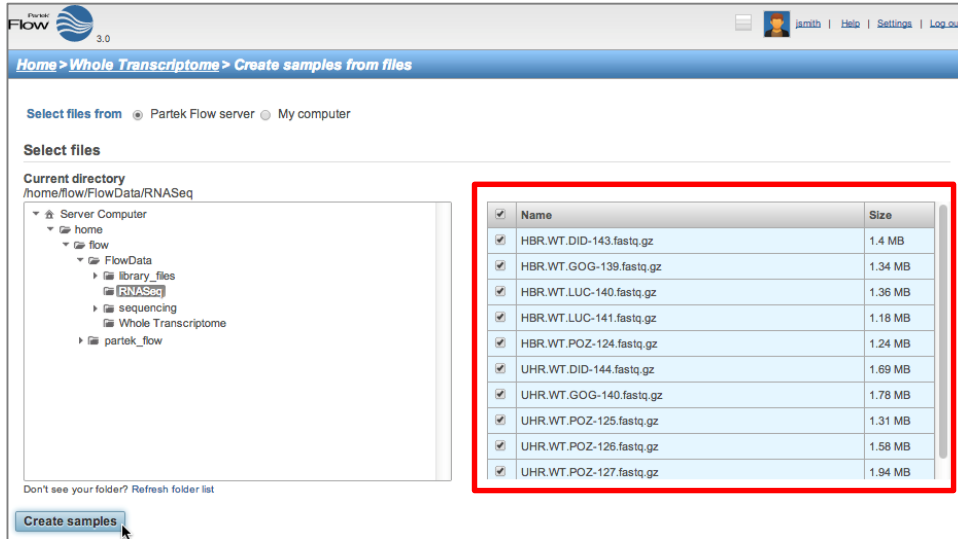 Partek
Flow
3.0
jsmith | Help | Settings | Log ou
Home > Whole Transcriptome > Create samples from files
Select files from Partek Flow server My computer
Select files
Current directory
/home/flow/FlowData/RNASeq
Server Computer
home
flow
FlowData
library_files
RNASeq
sequencing
Whole Transcriptome
partek_flow
Name Size
HBR.WT.DID-143.fastq.gz 1.4 MB
HBR.WT.GOG-139.fastq.gz 1.34 MB
HBR.WT.LUC-140.fastq.gz 1.36 MB
HBR.WT.LUC-141.fastq.gz 1.18 MB
HBR.WT.POZ-124.fastq.gz 1.24 MB
UHR.WT.DID-144.fastq.gz 1.69 MB
UHR.WT.GOG-140.fastq.gz 1.78 MB
UHR.WT.POZ-125.fastq.gz 1.31 MB
UHR.WT.POZ-126.fastq.gz 1.58 MB
UHR.WT.POZ-127.fastq.gz 1.94 MB
Don't see your folder? Refresh folder list
Create samples